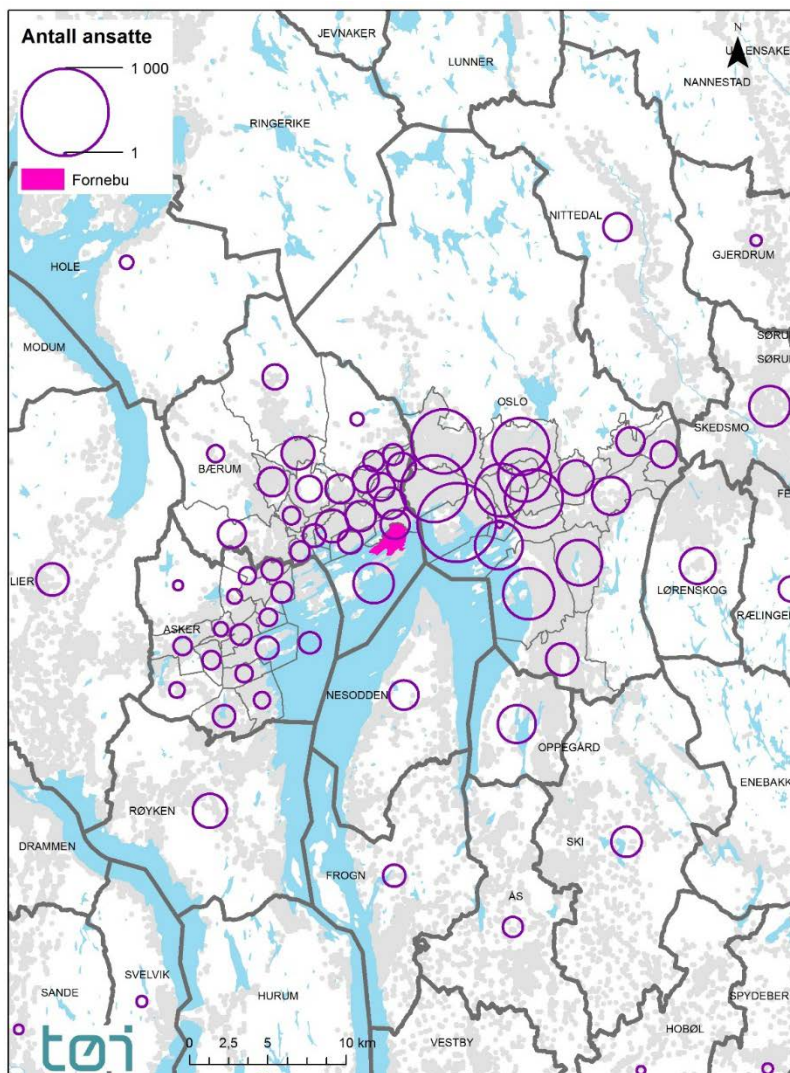 Antall ansatte
1 000
1
Fornebu
N
JEVNAKER
LUNNER
NANNESTAD
RINGERIKE
NITTEDAL
GJERDRUM
HOLE
MODUM
OSLO
SKEDSMO
BÆRUM
LIER
LØRENSKOG
ASKER
NESODDEN
OPPEGÅRD
ENEBAKK
RØYKEN
DRAMMEN
SKI
FROGN
ÅS
SVELVIK
SANDE
HURUM
SPYDEBER
HOBØL
VESTBY
tøi
0 2,5 5 10 km